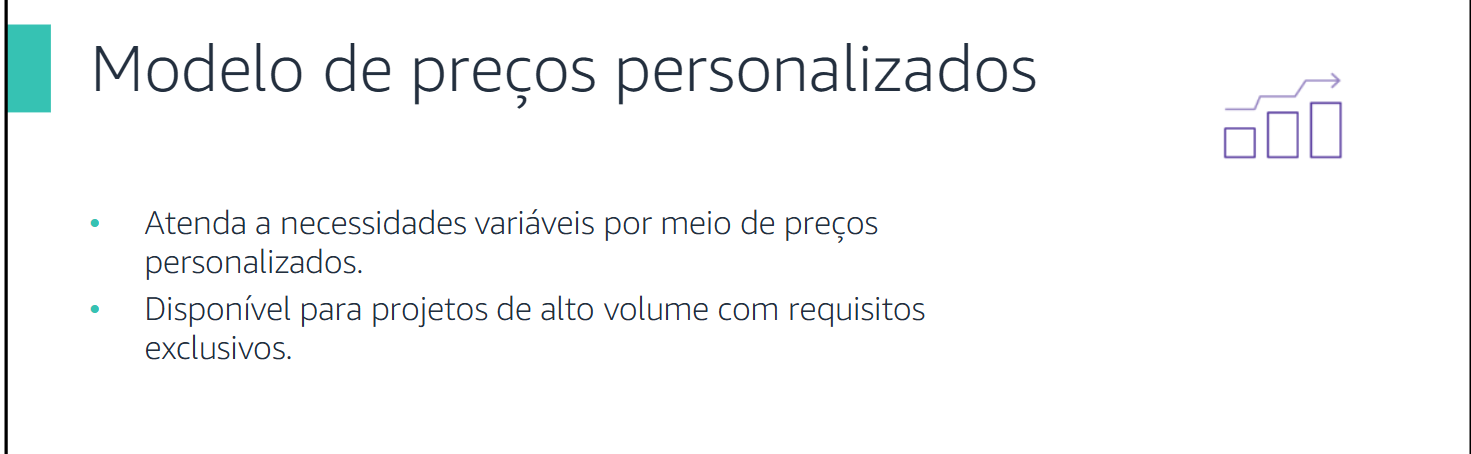 Modelo de preços personalizados
• Atenda a necessidades variáveis por meio de preços
personalizados.
• Disponível para projetos de alto volume com requisitos
exclusivos.